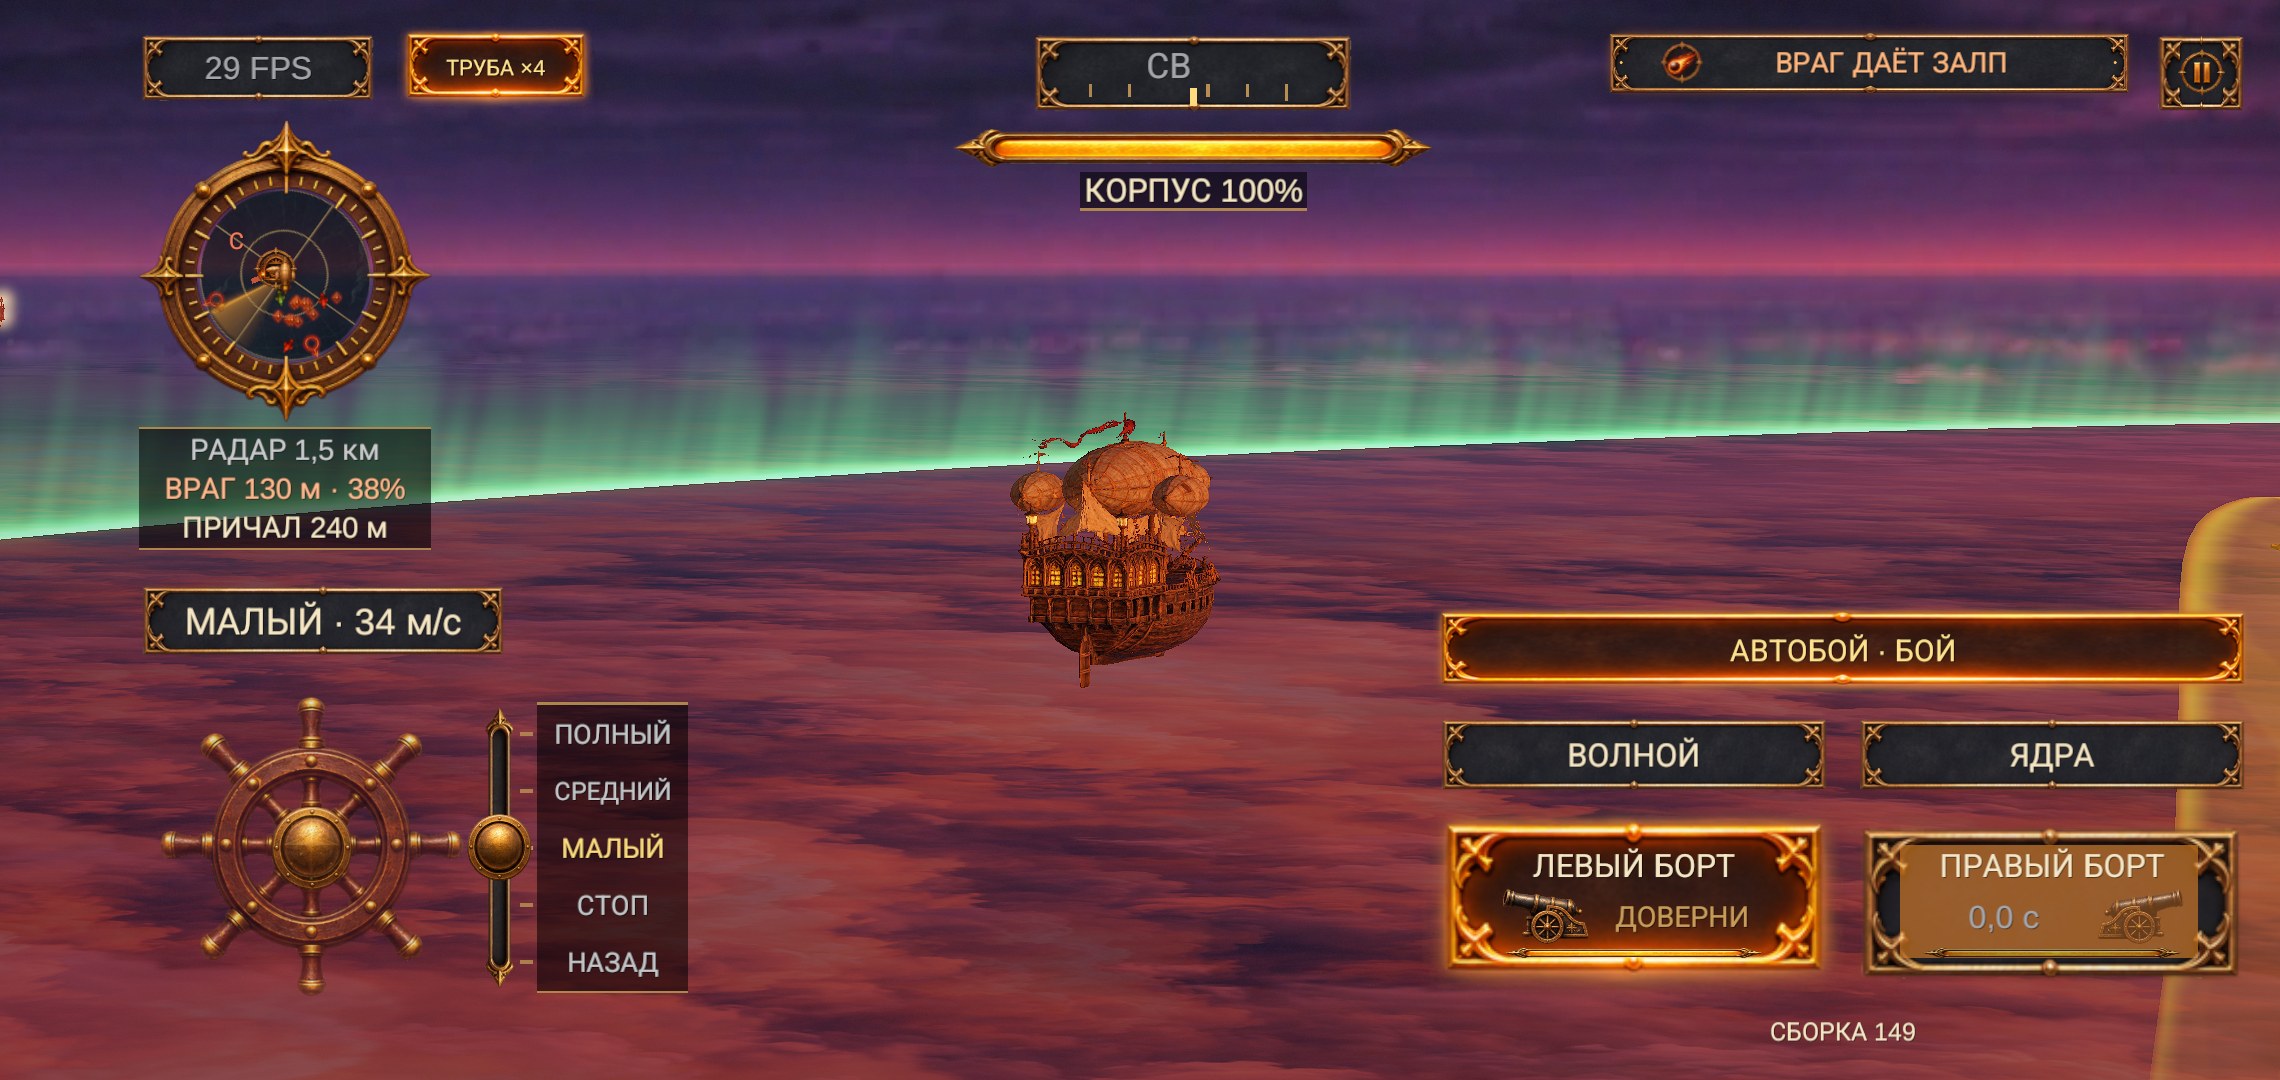 29 FPS
ТРУБА ×4
СВ
ВРАГ ДАЁТ ЗАЛП
КОРПУС 100%
С
РАДАР 1,5 км
ВРАГ 130 м · 38%
ПРИЧАЛ 240 м
МАЛЫЙ · 34 м/с
ПОЛНЫЙ
СРЕДНИЙ
МАЛЫЙ
СТОП
НАЗАД
АВТОБОЙ · БОЙ
ВОЛНОЙ
ЯДРА
ЛЕВЫЙ БОРТ
ДОВЕРНИ
ПРАВЫЙ БОРТ
0,0 с
СБОРКА 149